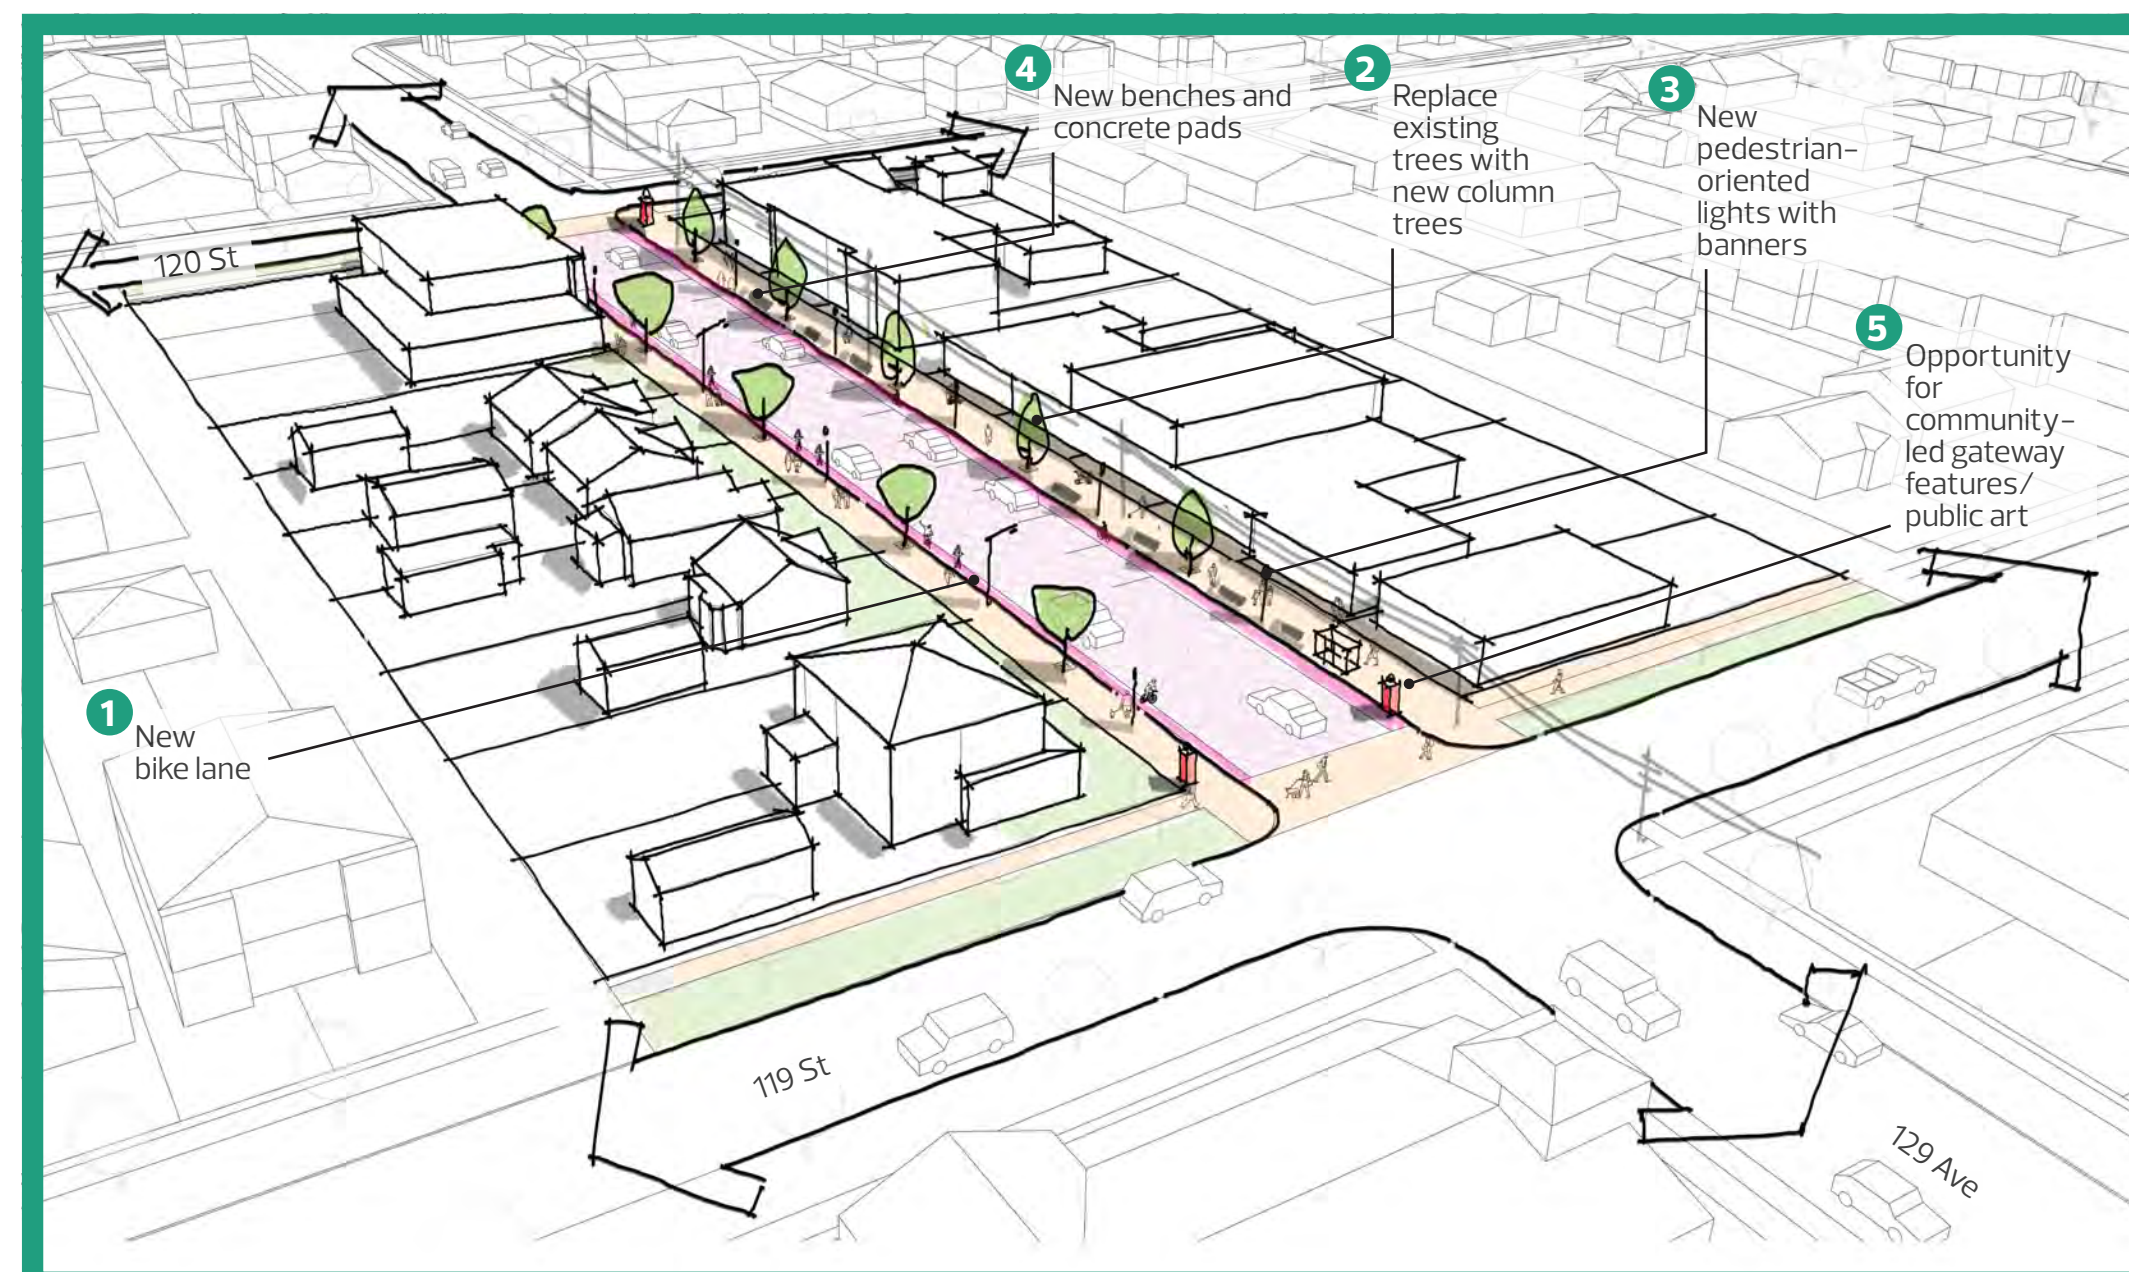 4
New benches and
concrete pads
2
Replace
existing
trees with
new column
trees
3
New
pedestrian-
oriented
lights with
banners
120 St
5
Opportunity
for
community-
led gateway
features/
public art
1
New
bike lane
119 St
129 Ave